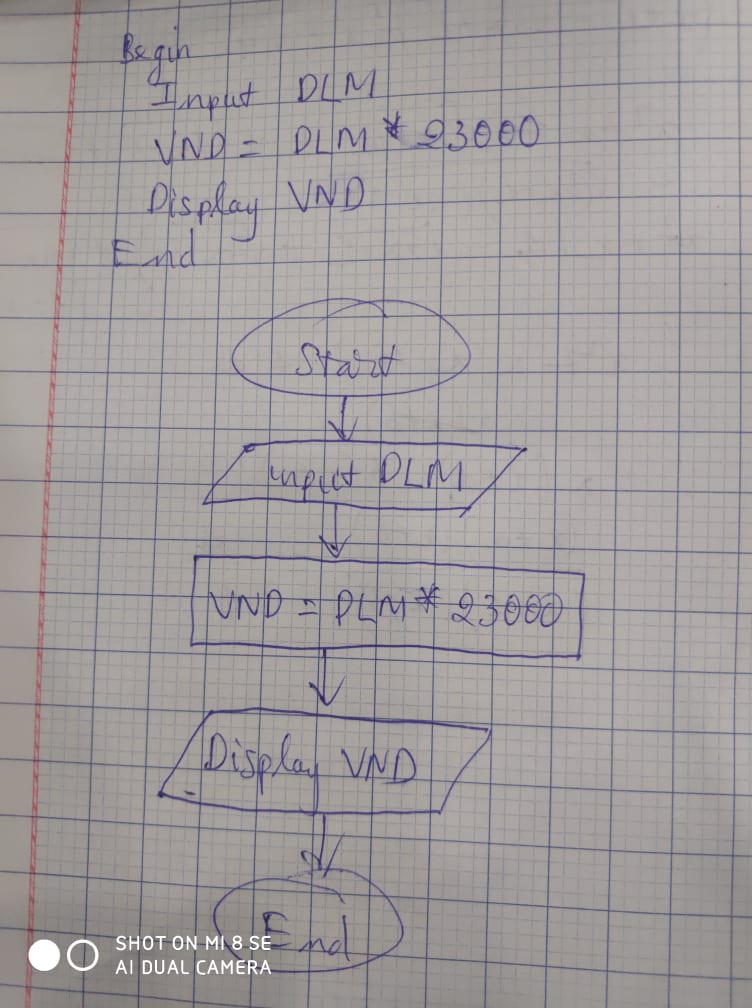 Begin
Input DLM
VND = DLM * 23000
Display VND
End
Start
input DLM
VND = DLM * 23000
Display VND
End
SHOT ON MI 8 SE
AI DUAL CAMERA